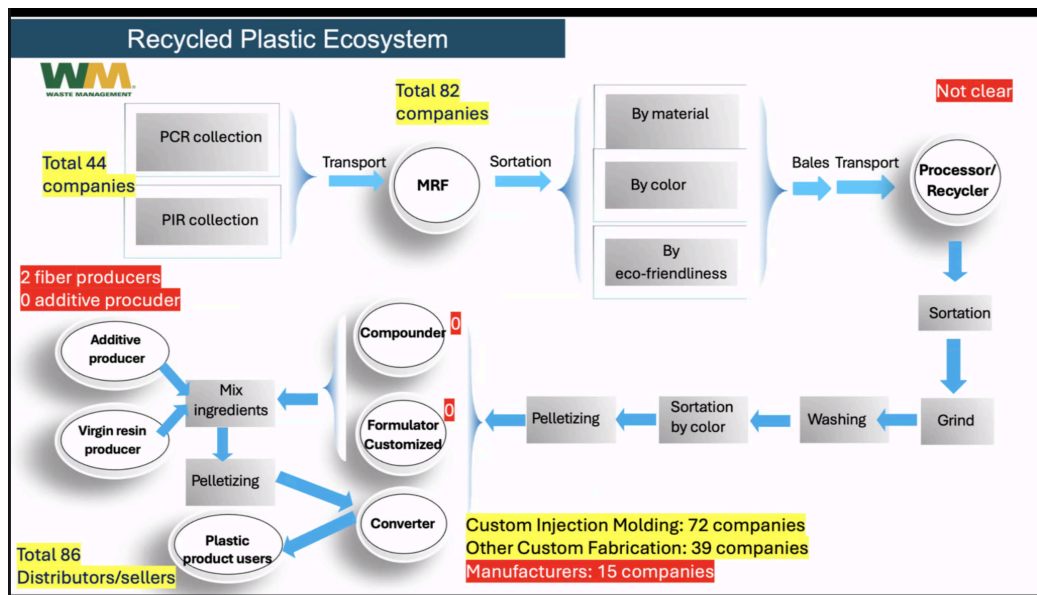 Recycled Plastic Ecosystem
WM
WASTE MANAGEMENT
Total 82
companies
Not clear
PCR collection
Total 44
companies
PIR collection
Transport
MRF
Sortation
By material
By color
By
eco-friendliness
Bales
Transport
Processor/
Recycler
2 fiber producers
0 additive procuder
Sortation
Additive
producer
Virgin resin
producer
Mix
ingredients
Compounder
0
Formulator
Customized
0
Pelletizing
Sortation
by color
Washing
Grind
Pelletizing
Converter
Plastic
product users
Total 86
Distributors/sellers
Custom Injection Molding: 72 companies
Other Custom Fabrication: 39 companies
Manufacturers: 15 companies